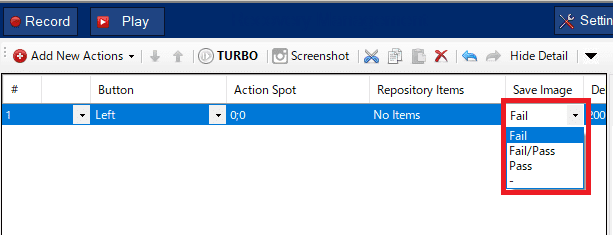 Record
Play
Settin
Add New Actions
TURBO
Screenshot
Hide Detail
# Button Action Spot Repository Items Save Image De
1 Left 0;0 No Items Fail 200
Fail
Fail/Pass
Pass
-